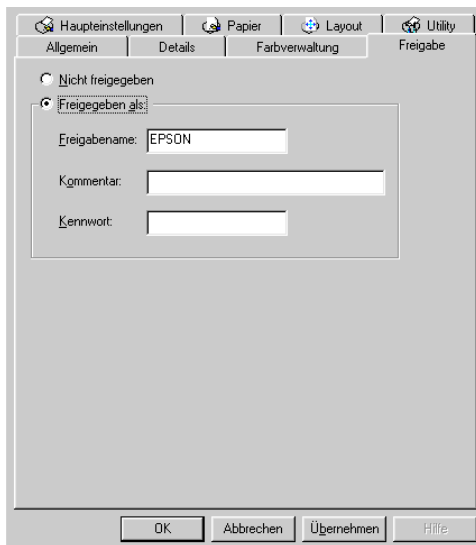 Haupteinstellungen Papier Layout Utility
Allgemein Details Farbverwaltung Freigabe
Nicht freigegeben
Freigegeben als:
Freigabename: EPSON
Kommentar:
Kennwort:
OK Abbrechen Übernehmen Hilfe